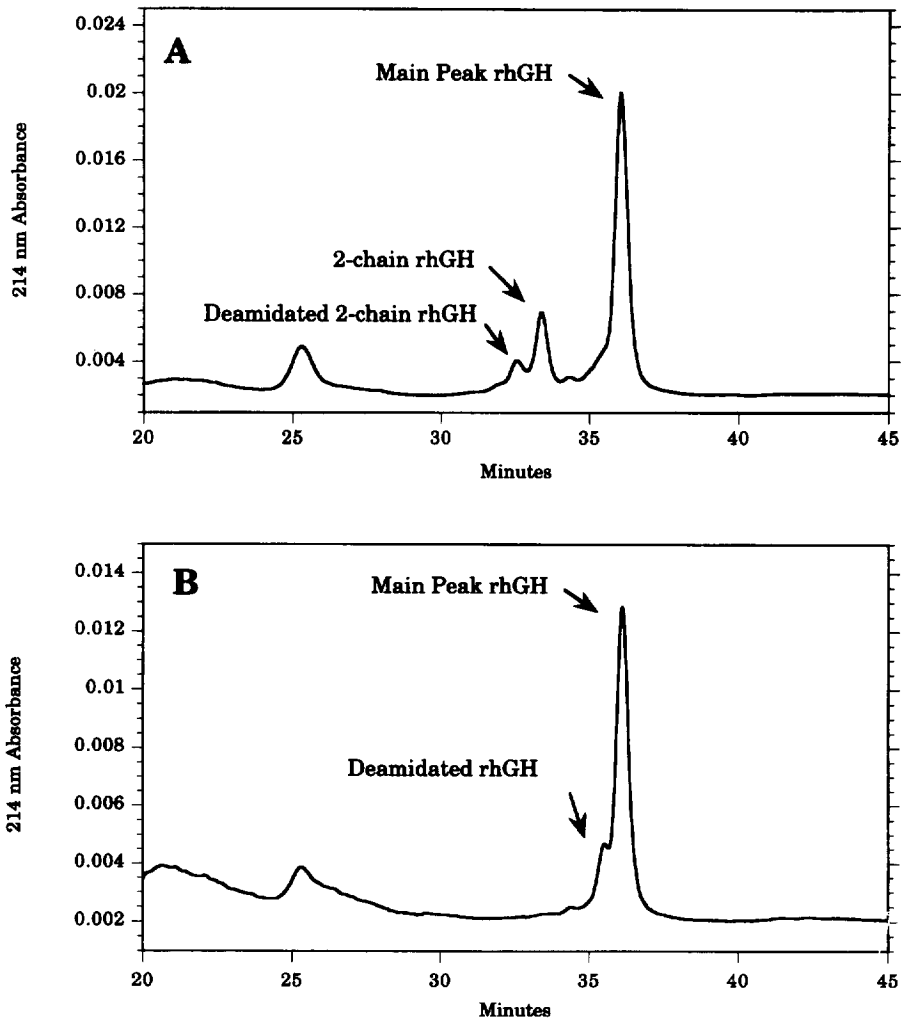 A
0.024
0.02
0.016
0.012
0.008
0.004
214 nm Absorbance
Main Peak rhGH
2-chain rhGH
Deamidated 2-chain rhGH
20 25 30 35 40 45
Minutes
B
0.014
0.012
0.01
0.008
0.006
0.004
0.002
214 nm Absorbance
Main Peak rhGH
Deamidated rhGH
20 25 30 35 40 45
Minutes